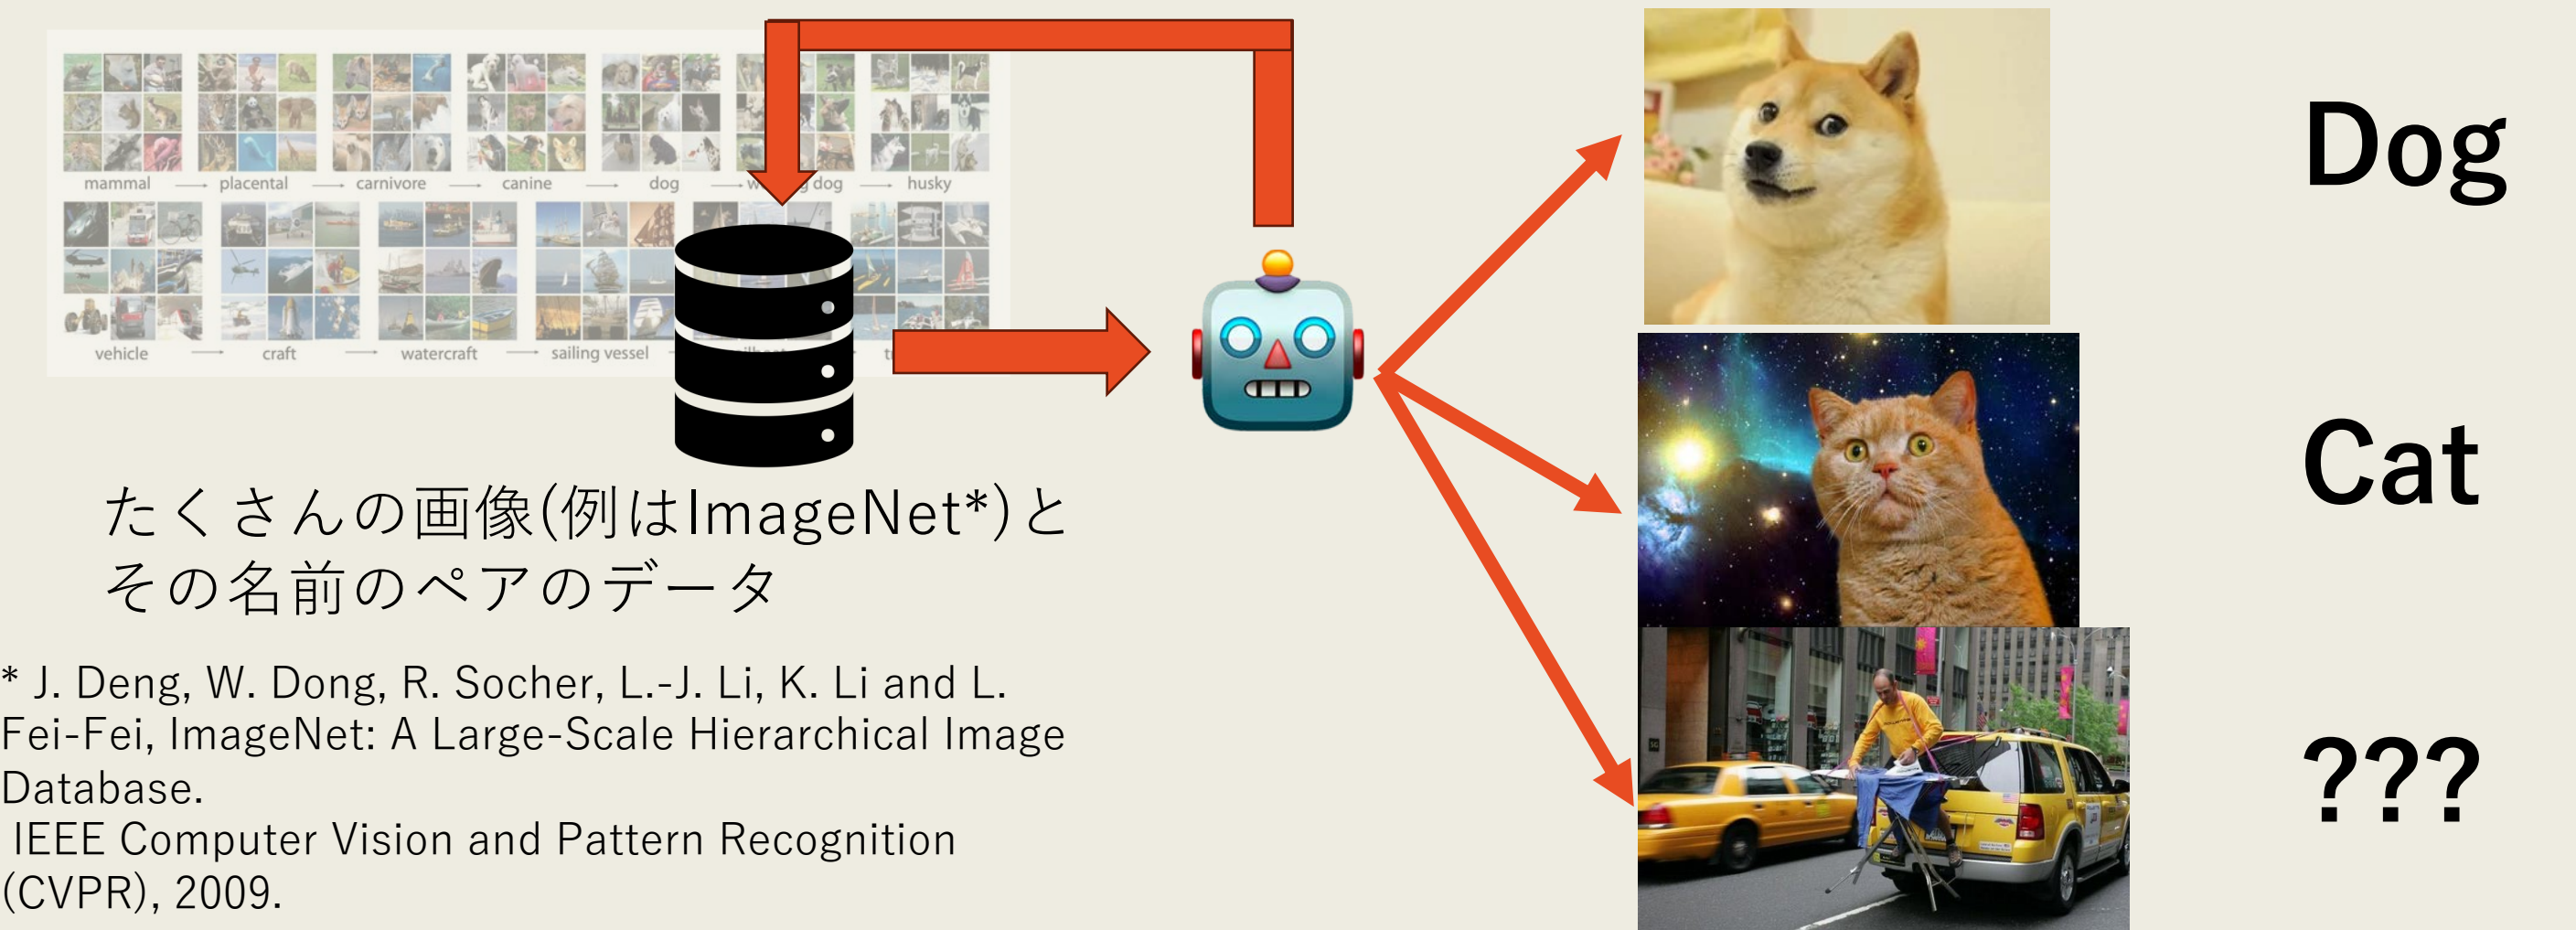 mammal placental carnivore canine dog dog husky
vehicle craft watercraft sailing vessel
たくさんの画像(例はImageNet*)と
その名前のペアのデータ
* J. Deng, W. Dong, R. Socher, L.-J. Li, K. Li and L.
Fei-Fei, ImageNet: A Large-Scale Hierarchical Image
Database.
IEEE Computer Vision and Pattern Recognition
(CVPR), 2009.
Dog
Cat
???